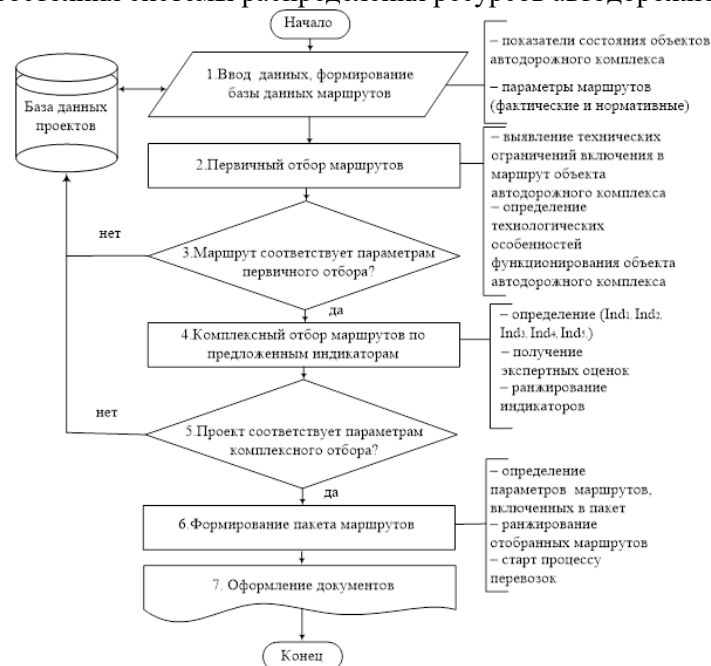 состояния системы распределения ресурсов автодорожно
Начало
1.Ввод данных, формирование
базы данных маршрутов
– показатели состояния объектов
автодорожного комплекса
– параметры маршрутов
(фактические и нормативные)
База данных
проектов
2.Первичный отбор маршрутов
– выявление технических
ограничений включения в
маршрут объекта
автодорожного комплекса
– определение
технологических
особенностей
функционирования объекта
автодорожного комплекса
нет
3.Маршрут соответствует параметрам
первичного отбора?
да
4.Комплексный отбор маршрутов по
предложенным индикаторам
– определение (Ind1, Ind2,
Ind3, Ind4, Ind5,)
– получение
экспертных оценок
– ранжирование
индикаторов
нет
5.Проект соответствует параметрам
комплексного отбора?
да
6.Формирование пакета маршрутов
– определение
параметров маршрутов,
включенных в пакет
– ранжирование
отобранных маршрутов
– старт процессу
перевозок
7. Оформление документов
Конец